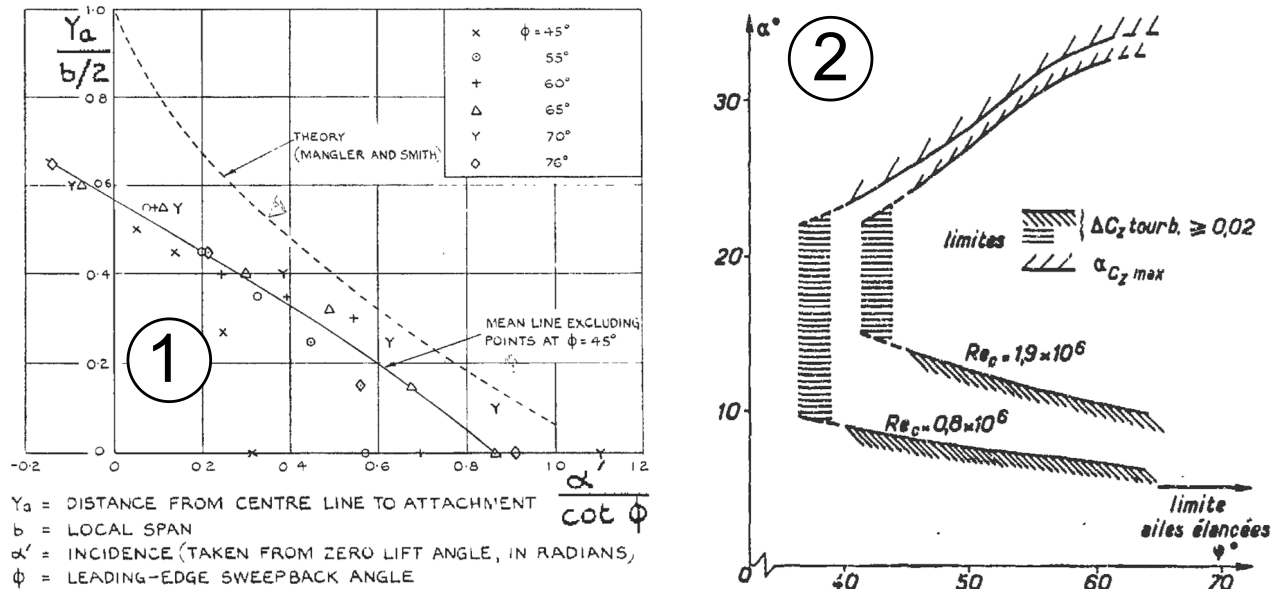 Ya
b/2
1.0
0.8
0.6
0.4
0.2
0
-0.2
0
0.2
0.4
0.6
0.8
1.0
1.2
× ϕ=45°
⊙ 55°
+ 60°
△ 65°
Y 70°
◇ 76°
THEORY
(MANGLER AND SMITH)
MEAN LINE EXCLUDING
POINTS AT ϕ=45°
1
α'
cot ϕ
Ya = DISTANCE FROM CENTRE LINE TO ATTACHMENT
b = LOCAL SPAN
α' = INCIDENCE (TAKEN FROM ZERO LIFT ANGLE, IN RADIANS)
ϕ = LEADING-EDGE SWEEPBACK ANGLE
α°
2
30
20
10
0
limites
ΔCz tourb. ≥ 0,02
αCz max
Rec = 1,9×10⁶
Rec = 0,8×10⁶
limite
ailes élancées
φ°
40
50
60
70